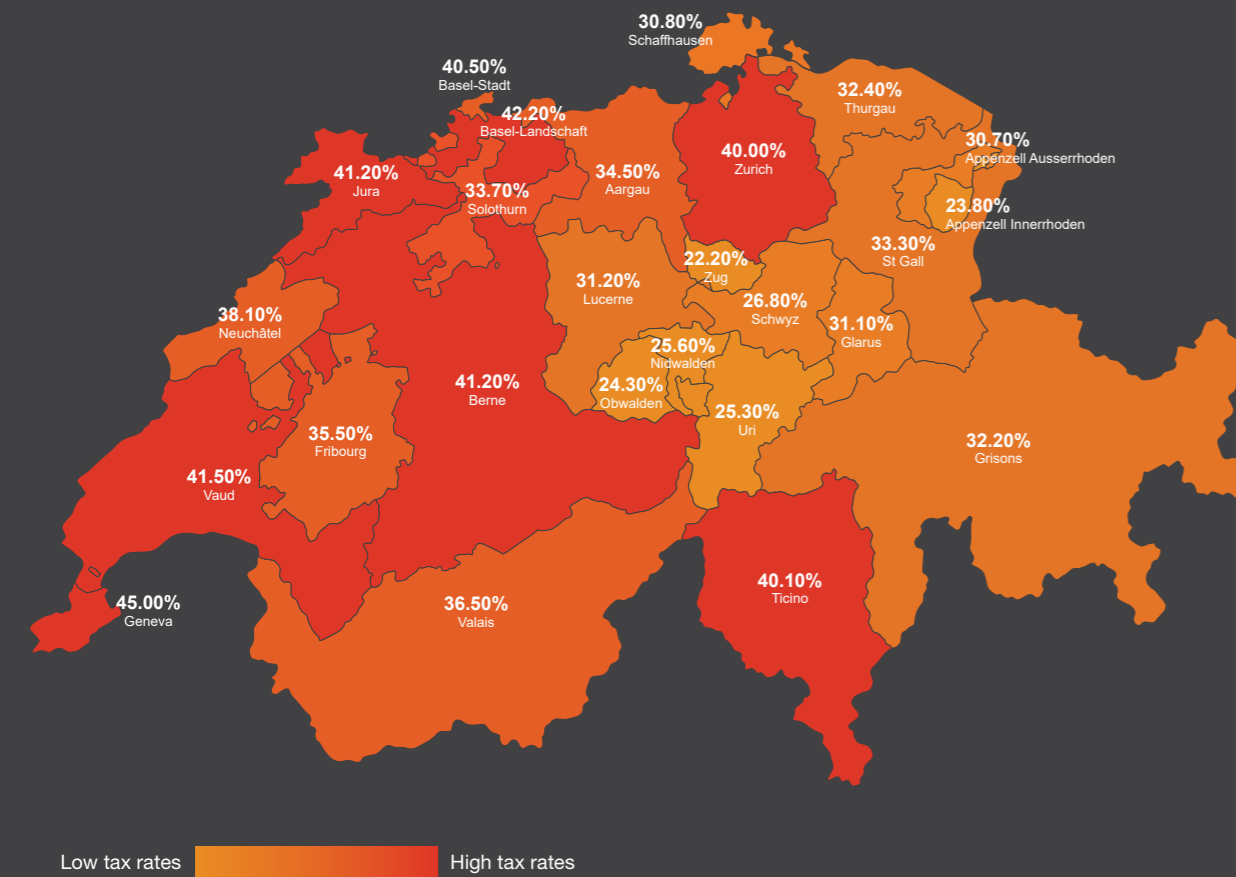 30.80%
Schaffhausen
40.50%
Basel-Stadt
32.40%
Thurgau
42.20%
Basel-Landschaft
30.70%
Appenzell Ausserrhoden
40.00%
Zurich
41.20%
Jura
34.50%
Aargau
33.70%
Solothurn
23.80%
Appenzell Innerrhoden
33.30%
St Gall
22.20%
Zug
31.20%
Lucerne
26.80%
Schwyz
38.10%
Neuchâtel
31.10%
Glarus
25.60%
Nidwalden
41.20%
Berne
24.30%
Obwalden
25.30%
Uri
35.50%
Fribourg
32.20%
Grisons
41.50%
Vaud
40.10%
Ticino
45.00%
Geneva
36.50%
Valais
Low tax rates
High tax rates